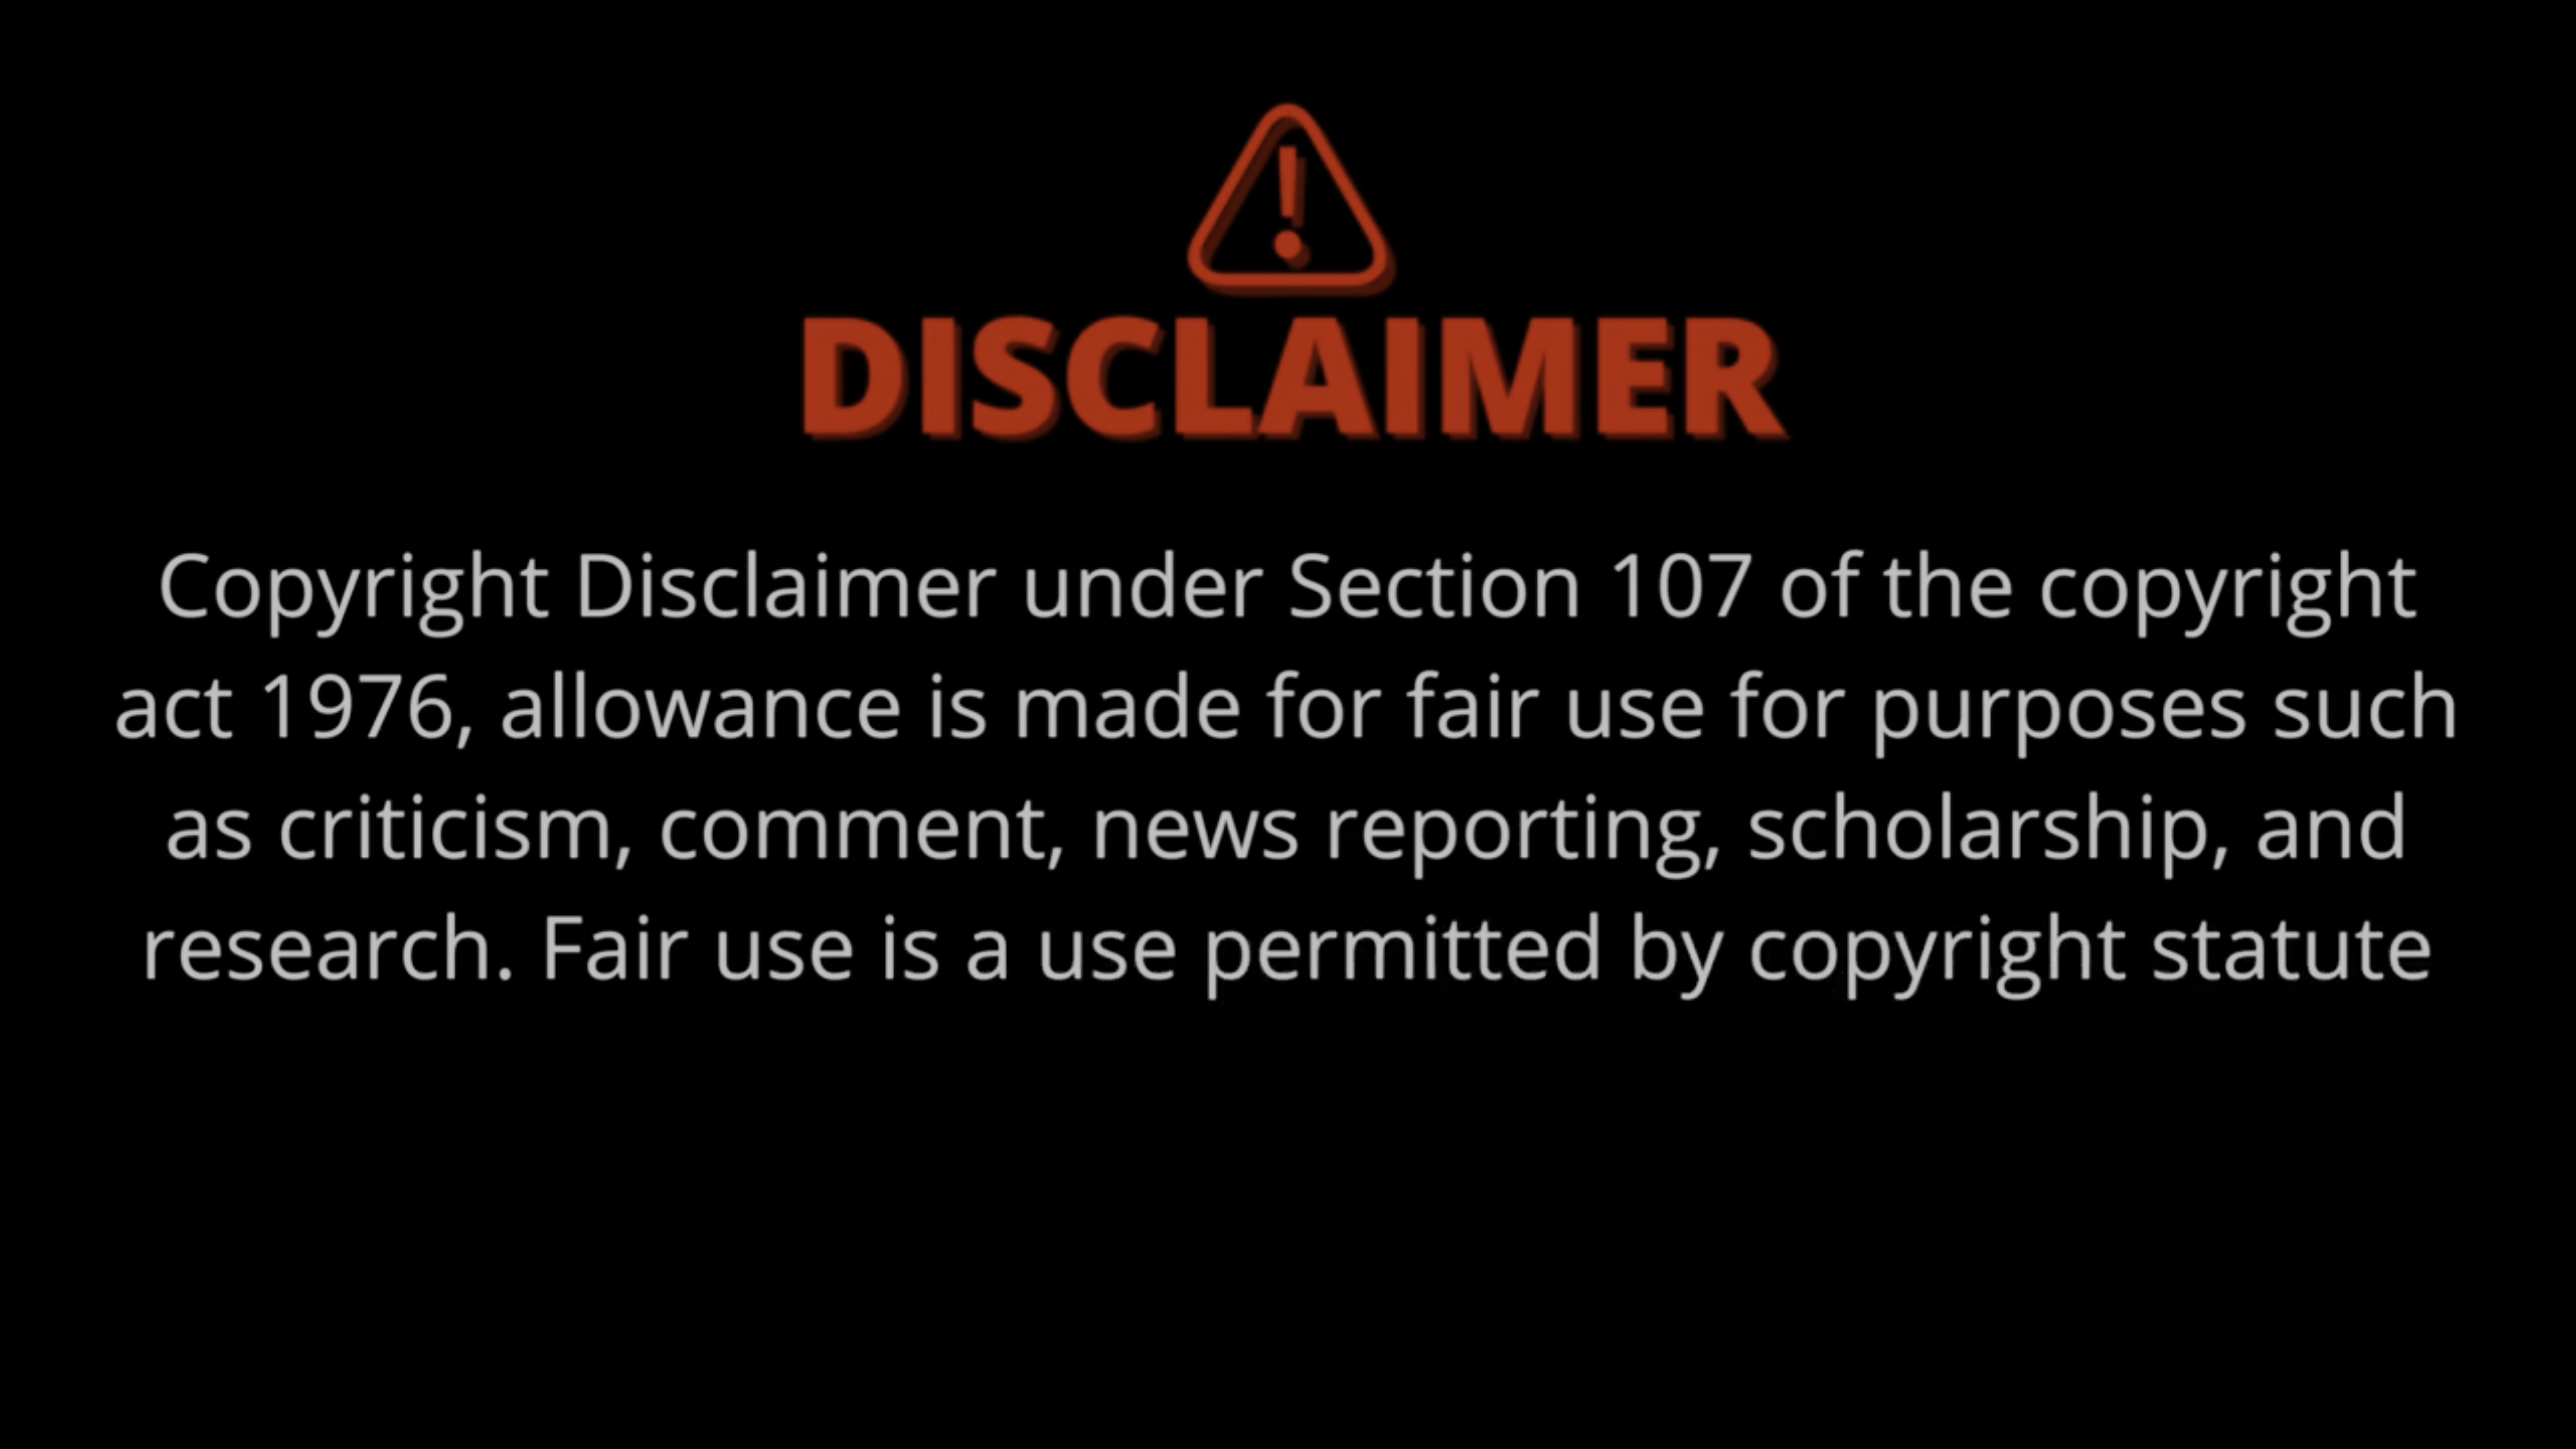 DISCLAIMER
Copyright Disclaimer under Section 107 of the copyright
act 1976, allowance is made for fair use for purposes such
as criticism, comment, news reporting, scholarship, and
research. Fair use is a use permitted by copyright statute